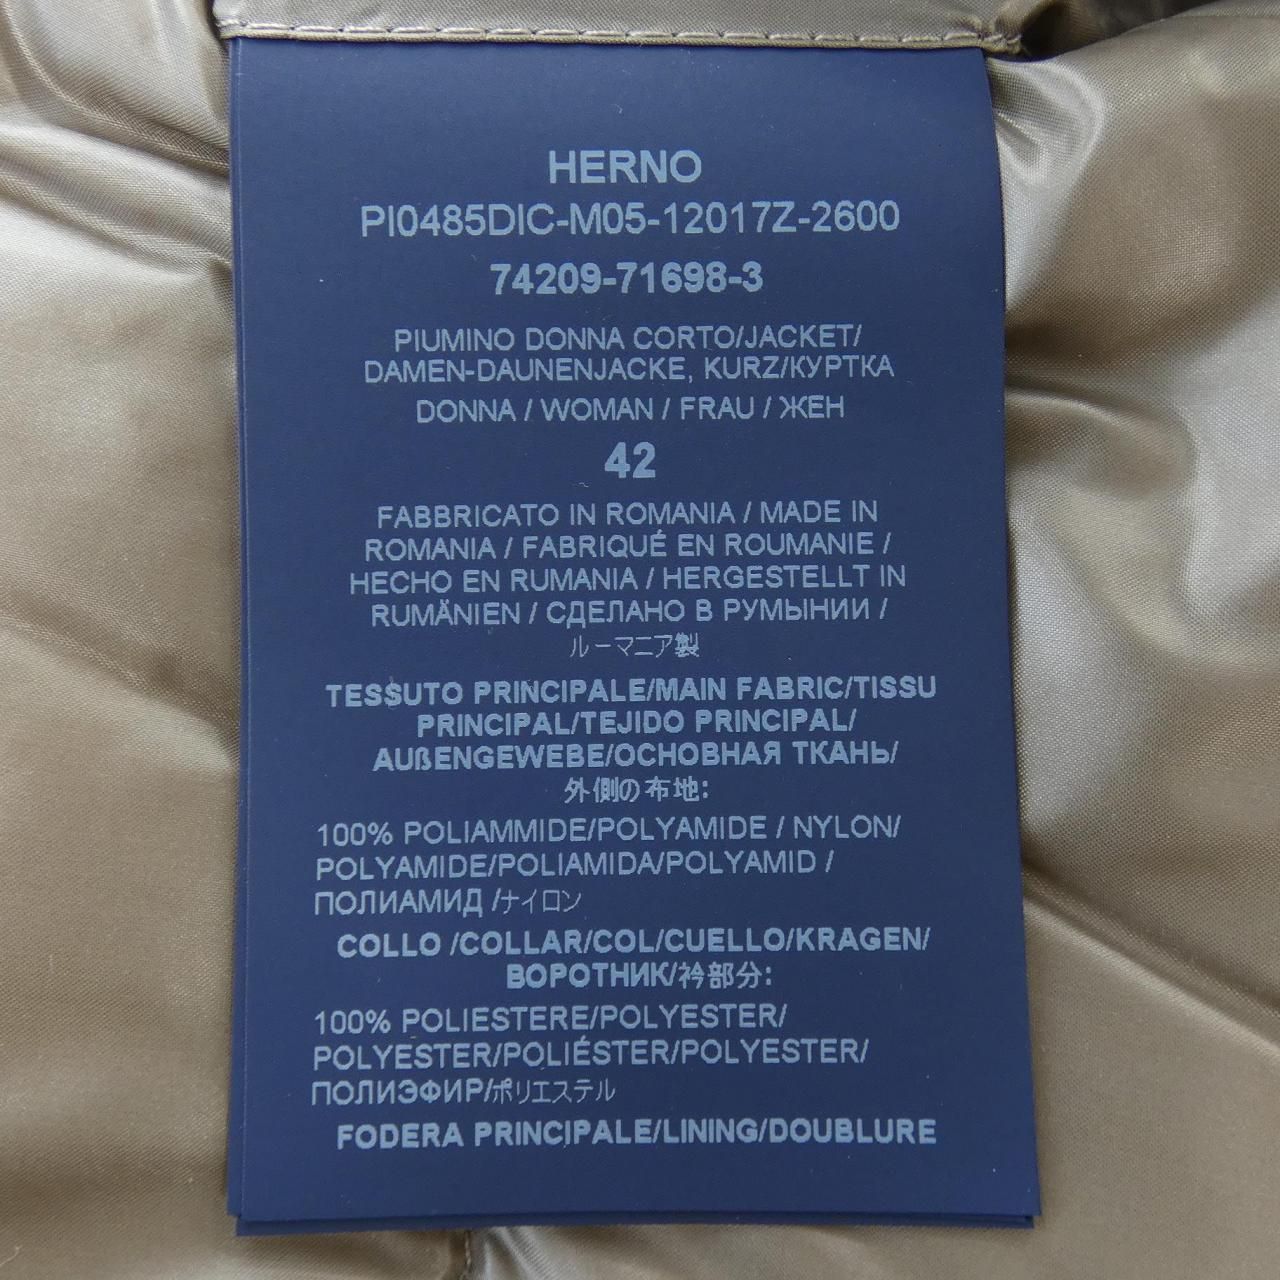 HERNO
PI0485DIC-M05-12017Z-2600
74209-71698-3
PIUMINO DONNA CORTO/JACKET/
DAMEN-DAUNENJACKE, KURZ/КУРТКА
DONNA / WOMAN / FRAU / ЖЕН
42
FABBRICATO IN ROMANIA / MADE IN
ROMANIA / FABRIQUÉ EN ROUMANIE /
HECHO EN RUMANIA / HERGESTELLT IN
RUMÄNIEN / СДЕЛАНО В РУМЫНИИ /
ルーマニア製
TESSUTO PRINCIPALE/MAIN FABRIC/TISSU
PRINCIPAL/TEJIDO PRINCIPAL/
AUßENGEWEBE/ОСНОВНАЯ ТКАНЬ/
外側の布地:
100% POLIAMMIDE/POLYAMIDE / NYLON/
POLYAMIDE/POLIAMIDA/POLYAMID /
ПОЛИАМИД /ナイロン
COLLO /COLLAR/COL/CUELLO/KRAGEN/
ВОРОТНИК/衿部分:
100% POLIESTERE/POLYESTER/
POLYESTER/POLIÉSTER/POLYESTER/
ПОЛИЭФИР/ポリエステル
FODERA PRINCIPALE/LINING/DOUBLURE